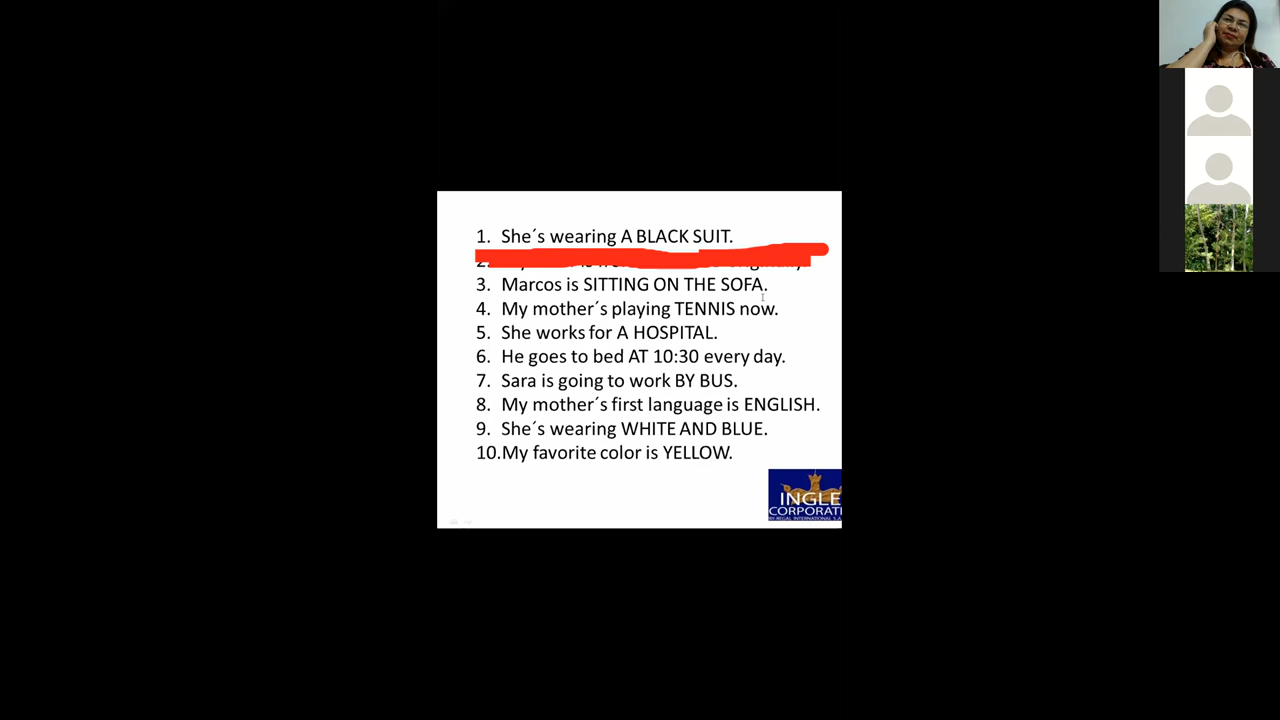 1. She´s wearing A BLACK SUIT.
3. Marcos is SITTING ON THE SOFA.
4. My mother´s playing TENNIS now.
5. She works for A HOSPITAL.
6. He goes to bed AT 10:30 every day.
7. Sara is going to work BY BUS.
8. My mother´s first language is ENGLISH.
9. She´s wearing WHITE AND BLUE.
10.My favorite color is YELLOW.
INGLE
CORPORATI
BY REGAL INTERNATIONAL S.A